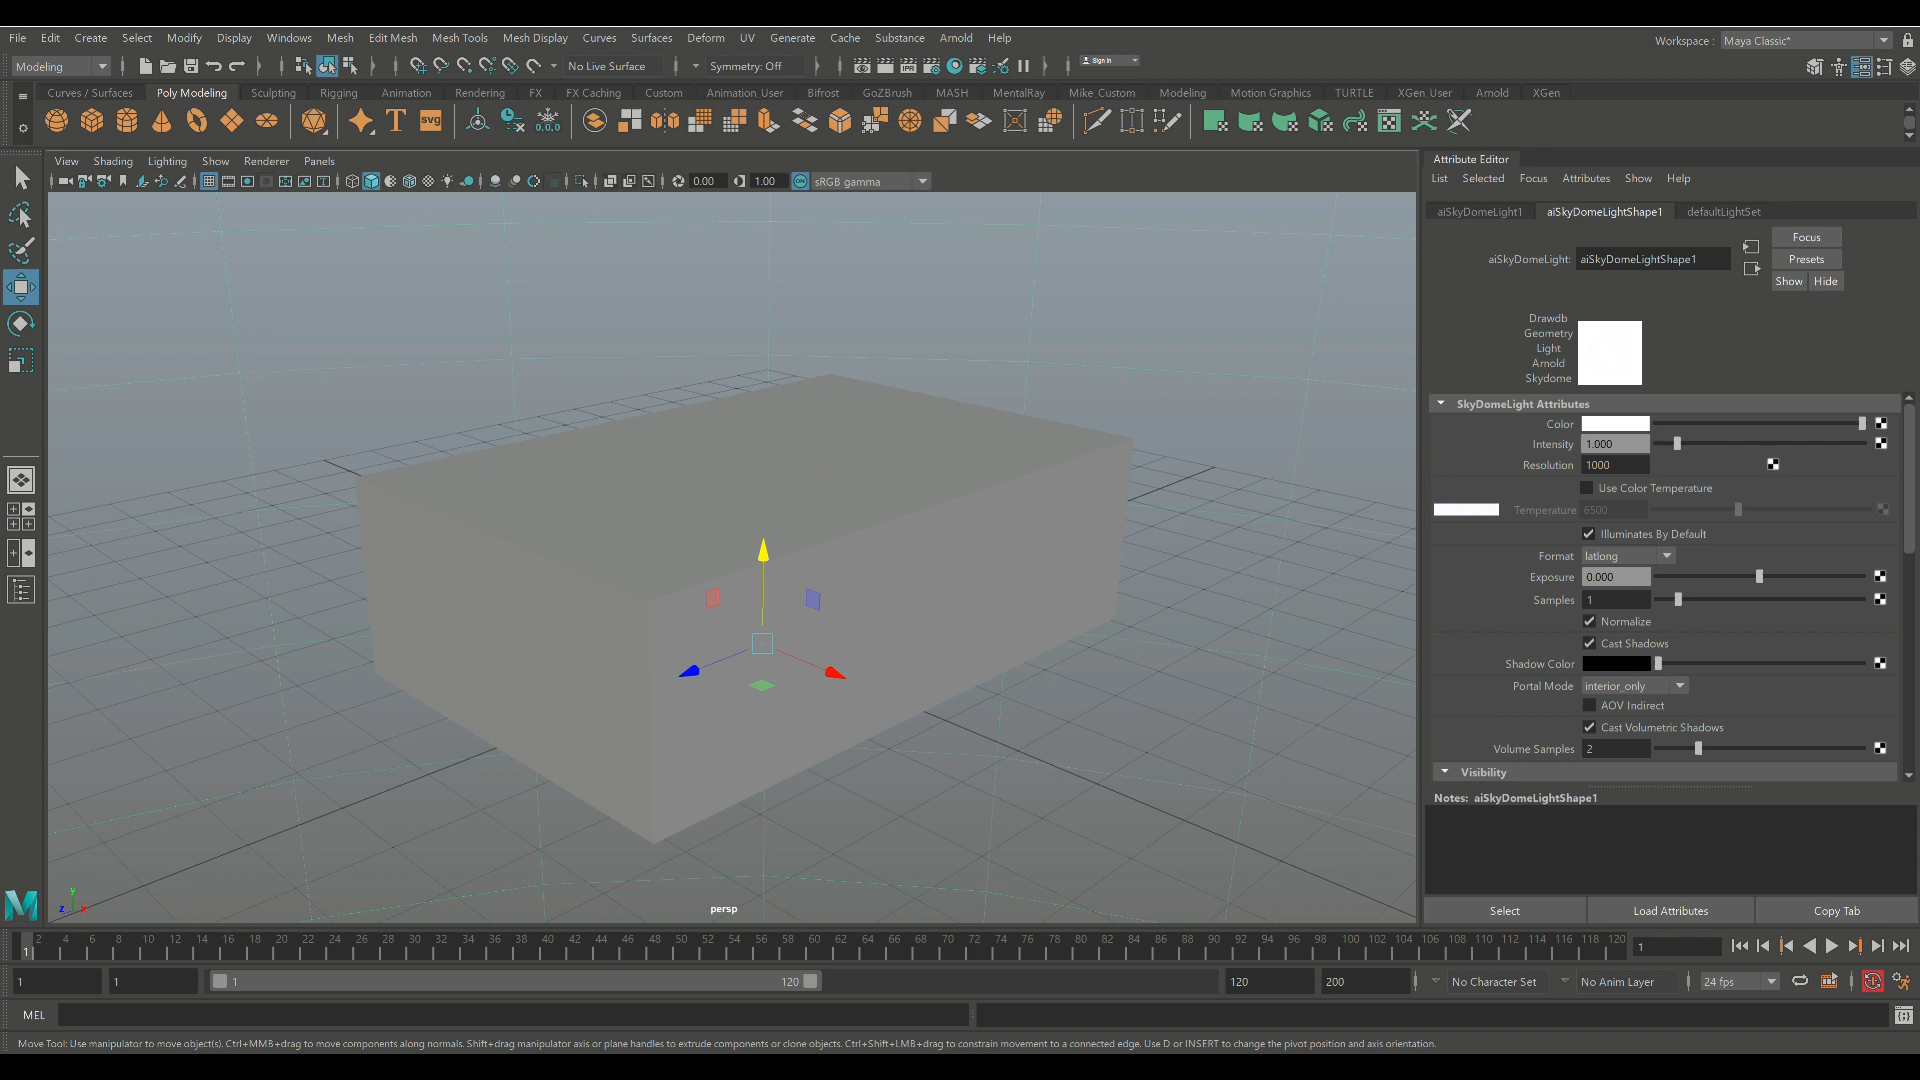 File Edit Create Select Modify Display Windows Mesh Edit Mesh Mesh Tools Mesh Display Curves Surfaces Deform UV Generate Cache Substance Arnold Help
Workspace : Maya Classic*
Modeling No Live Surface Symmetry: Off Sign In
Curves / Surfaces Poly Modeling Sculpting Rigging Animation Rendering FX FX Caching Custom Animation_User Bifrost GoZBrush MASH MentalRay Mike_Custom Modeling Motion Graphics TURTLE XGen_User Arnold XGen
T svg 0,0,0
View Shading Lighting Show Renderer Panels
0.00 1.00 ON sRGB gamma
Attribute Editor
List Selected Focus Attributes Show Help
aiSkyDomeLight1 aiSkyDomeLightShape1 defaultLightSet
Focus
aiSkyDomeLight: aiSkyDomeLightShape1 Presets
Show Hide
Drawdb
Geometry
Light
Arnold
Skydome
SkyDomeLight Attributes
Color
Intensity 1.000
Resolution 1000
Use Color Temperature
Temperature 6500
Illuminates By Default
Format latlong
Exposure 0.000
Samples 1
Normalize
Cast Shadows
Shadow Color
Portal Mode interior_only
AOV Indirect
Cast Volumetric Shadows
Volume Samples 2
Visibility
Notes: aiSkyDomeLightShape1
Select Load Attributes Copy Tab
y
z x
persp
1 2 4 6 8 10 12 14 16 18 20 22 24 26 28 30 32 34 36 38 40 42 44 46 48 50 52 54 56 58 60 62 64 66 68 70 72 74 76 78 80 82 84 86 88 90 92 94 96 98 100 102 104 106 108 110 112 114 116 118 120 1
1 1 1 120 120 200 No Character Set No Anim Layer 24 fps
MEL
Move Tool: Use manipulator to move object(s). Ctrl+MMB+drag to move components along normals. Shift+drag manipulator axis or plane handles to extrude components or clone objects. Ctrl+Shift+LMB+drag to constrain movement to a connected edge. Use D or INSERT to change the pivot position and axis orientation.